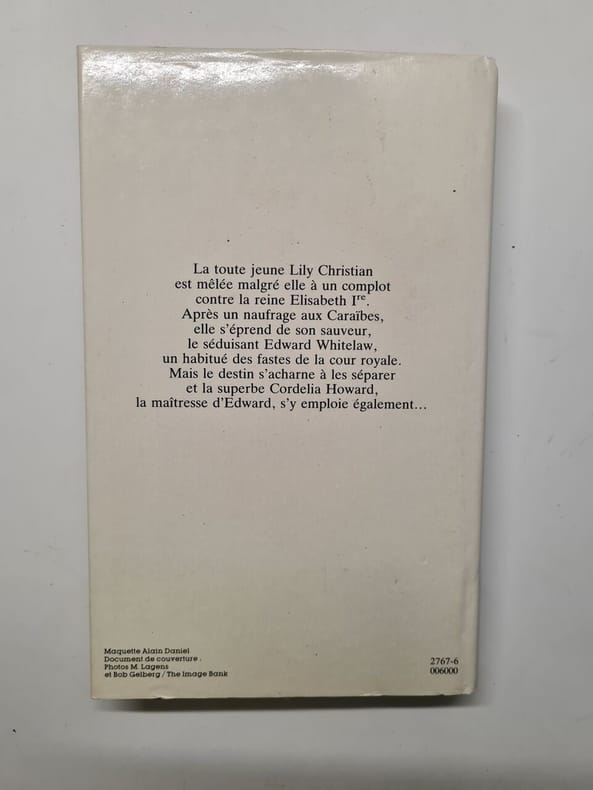 La toute jeune Lily Christian
est mêlée malgré elle à un complot
contre la reine Elisabeth Iʳᵉ.
Après un naufrage aux Caraïbes,
elle s'éprend de son sauveur,
le séduisant Edward Whitelaw,
un habitué des fastes de la cour royale.
Mais le destin s'acharne à les séparer
et la superbe Cordelia Howard,
la maîtresse d'Edward, s'y emploie également...
Maquette Alain Daniel
Document de couverture :
Photos M. Lagens
et Bob Gelberg / The Image Bank
2767-6
006000